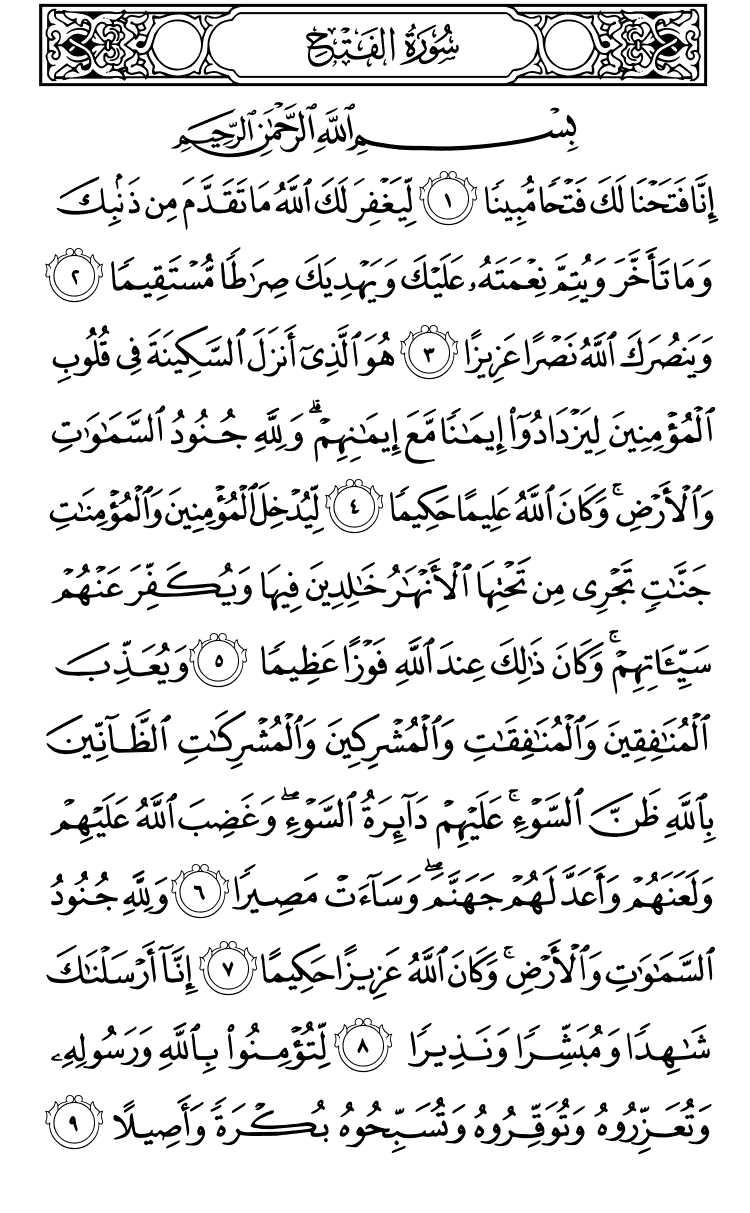 سُورَةُ الفَتْحِ
بِسْمِ ٱللَّهِ ٱلرَّحْمَٰنِ ٱلرَّحِيمِ
إِنَّا فَتَحْنَا لَكَ فَتْحًا مُّبِينًا ١ لِّيَغْفِرَ لَكَ ٱللَّهُ مَا تَقَدَّمَ مِن ذَنۢبِكَ
وَمَا تَأَخَّرَ وَيُتِمَّ نِعْمَتَهُۥ عَلَيْكَ وَيَهْدِيَكَ صِرَٰطًا مُّسْتَقِيمًا ٢
وَيَنصُرَكَ ٱللَّهُ نَصْرًا عَزِيزًا ٣ هُوَ ٱلَّذِىٓ أَنزَلَ ٱلسَّكِينَةَ فِى قُلُوبِ
ٱلْمُؤْمِنِينَ لِيَزْدَادُوٓا۟ إِيمَٰنًا مَّعَ إِيمَٰنِهِمْ ۗ وَلِلَّهِ جُنُودُ ٱلسَّمَٰوَٰتِ
وَٱلْأَرْضِ ۚ وَكَانَ ٱللَّهُ عَلِيمًا حَكِيمًا ٤ لِّيُدْخِلَ ٱلْمُؤْمِنِينَ وَٱلْمُؤْمِنَٰتِ
جَنَّٰتٍ تَجْرِى مِن تَحْتِهَا ٱلْأَنْهَٰرُ خَٰلِدِينَ فِيهَا وَيُكَفِّرَ عَنْهُمْ
سَيِّـَٔاتِهِمْ ۚ وَكَانَ ذَٰلِكَ عِندَ ٱللَّهِ فَوْزًا عَظِيمًا ٥ وَيُعَذِّبَ
ٱلْمُنَٰفِقِينَ وَٱلْمُنَٰفِقَٰتِ وَٱلْمُشْرِكِينَ وَٱلْمُشْرِكَٰتِ ٱلظَّآنِّينَ
بِٱللَّهِ ظَنَّ ٱلسَّوْءِ ۚ عَلَيْهِمْ دَآئِرَةُ ٱلسَّوْءِ ۖ وَغَضِبَ ٱللَّهُ عَلَيْهِمْ
وَلَعَنَهُمْ وَأَعَدَّ لَهُمْ جَهَنَّمَ ۖ وَسَآءَتْ مَصِيرًا ٦ وَلِلَّهِ جُنُودُ
ٱلسَّمَٰوَٰتِ وَٱلْأَرْضِ ۚ وَكَانَ ٱللَّهُ عَزِيزًا حَكِيمًا ٧ إِنَّآ أَرْسَلْنَٰكَ
شَٰهِدًا وَمُبَشِّرًا وَنَذِيرًا ٨ لِّتُؤْمِنُوا۟ بِٱللَّهِ وَرَسُولِهِۦ
وَتُعَزِّرُوهُ وَتُوَقِّرُوهُ وَتُسَبِّحُوهُ بُكْرَةً وَأَصِيلًا ٩